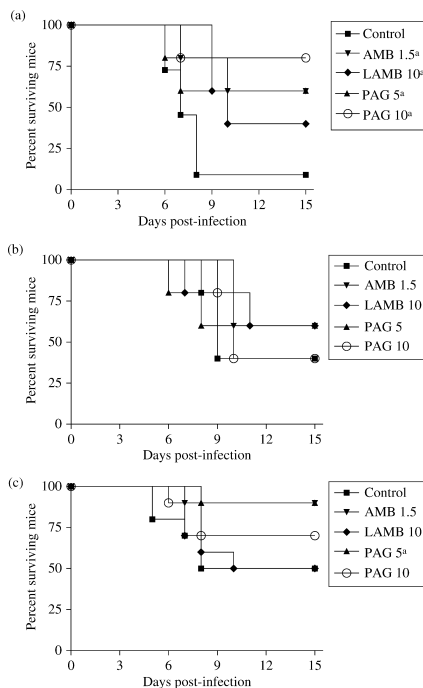 (a)
Percent surviving mice
100
75
50
25
0
0 3 6 9 12 15
Days post-infection
Control
AMB 1.5a
LAMB 10a
PAG 5a
PAG 10a
(b)
Percent surviving mice
100
75
50
25
0
0 3 6 9 12 15
Days post-infection
Control
AMB 1.5
LAMB 10
PAG 5
PAG 10
(c)
Percent surviving mice
100
75
50
25
0
0 3 6 9 12 15
Days post-infection
Control
AMB 1.5
LAMB 10
PAG 5a
PAG 10